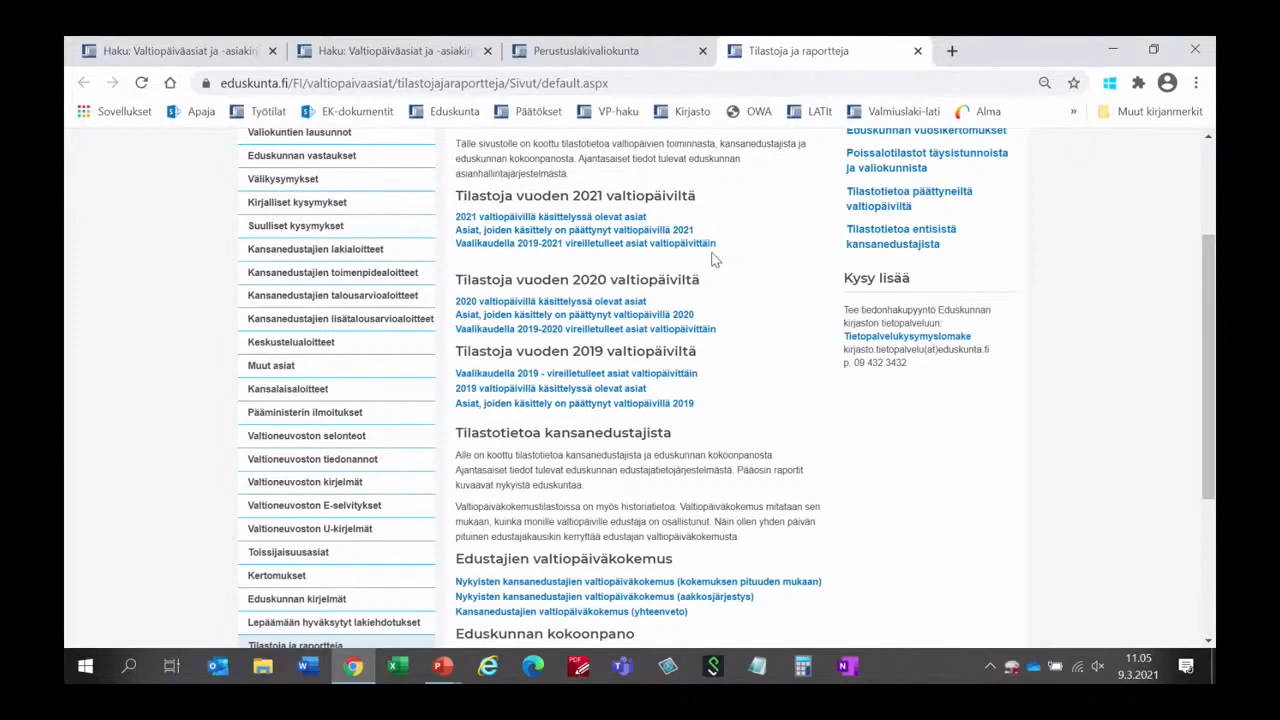 Haku: Valtiopäiväasiat ja -asiakirj
Haku: Valtiopäiväasiat ja -asiakirj
Perustuslakivaliokunta
Tilastoja ja raportteja
eduskunta.fi/FI/valtiopaivaasiat/tilastojajaraportteja/Sivut/default.aspx
Sovellukset
Apaja
Työtilat
EK-dokumentit
Eduskunta
Päätökset
VP-haku
Kirjasto
OWA
LATIt
Valmiuslaki-lati
Alma
»
Muut kirjanmerkit
Valiokuntien lausunnot
Eduskunnan vastaukset
Välikysymykset
Kirjalliset kysymykset
Suulliset kysymykset
Kansanedustajien lakialoitteet
Kansanedustajien toimenpidealoitteet
Kansanedustajien talousarvioaloitteet
Kansanedustajien lisätalousarvioaloitteet
Keskustelualoitteet
Muut asiat
Kansalaisaloitteet
Pääministerin ilmoitukset
Valtioneuvoston selonteot
Valtioneuvoston tiedonannot
Valtioneuvoston kirjelmät
Valtioneuvoston E-selvitykset
Valtioneuvoston U-kirjelmät
Toissijaisuusasiat
Kertomukset
Eduskunnan kirjelmät
Lepäämään hyväksytyt lakiehdotukset
Tilastoja ja raportteja
Tälle sivustolle on koottu tilastotietoa valtiopäivien toiminnasta, kansanedustajista ja
eduskunnan kokoonpanosta. Ajantasaiset tiedot tulevat eduskunnan
asianhallintajärjestelmästä.
Tilastoja vuoden 2021 valtiopäiviltä
2021 valtiopäivillä käsittelyssä olevat asiat
Asiat, joiden käsittely on päättynyt valtiopäivillä 2021
Vaalikaudella 2019-2021 vireilletulleet asiat valtiopäivittäin
Tilastoja vuoden 2020 valtiopäiviltä
2020 valtiopäivillä käsittelyssä olevat asiat
Asiat, joiden käsittely on päättynyt valtiopäivillä 2020
Vaalikaudella 2019-2020 vireilletulleet asiat valtiopäivittäin
Tilastoja vuoden 2019 valtiopäiviltä
Vaalikaudella 2019 - vireilletulleet asiat valtiopäivittäin
2019 valtiopäivillä käsittelyssä olevat asiat
Asiat, joiden käsittely on päättynyt valtiopäivillä 2019
Tilastotietoa kansanedustajista
Alle on koottu tilastotietoa kansanedustajista ja eduskunnan kokoonpanosta.
Ajantasaiset tiedot tulevat eduskunnan edustajatietojärjestelmästä. Pääosin raportit
kuvaavat nykyistä eduskuntaa.
Valtiopäiväkokemustilastoissa on myös historiatietoa. Valtiopäiväkokemus mitataan sen
mukaan, kuinka monille valtiopäiville edustaja on osallistunut. Näin ollen yhden päivän
pituinen edustajakausikin kerryttää edustajan valtiopäiväkokemusta.
Edustajien valtiopäiväkokemus
Nykyisten kansanedustajien valtiopäiväkokemus (kokemuksen pituuden mukaan)
Nykyisten kansanedustajien valtiopäiväkokemus (aakkosjärjestys)
Kansanedustajien valtiopäiväkokemus (yhteenveto)
Eduskunnan kokoonpano
Eduskunnan vuosikertomukset
Poissalotilastot täysistunnoista
ja valiokunnista
Tilastotietoa päättyneiltä
valtiopäiviltä
Tilastotietoa entisistä
kansanedustajista
Kysy lisää
Tee tiedonhakupyyntö Eduskunnan
kirjaston tietopalveluun:
Tietopalvelukysymyslomake
kirjasto.tietopalvelu(at)eduskunta.fi
p. 09 432 3432
11.05
9.3.2021